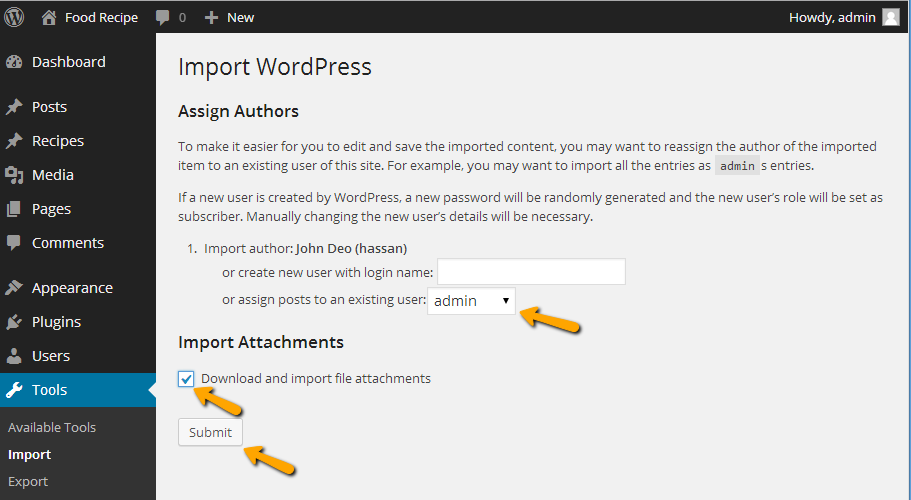 Food Recipe 0 New Howdy, admin
Dashboard
Posts
Recipes
Media
Pages
Comments
Appearance
Plugins
Users
Tools
Available Tools
Import
Export
Import WordPress
Assign Authors
To make it easier for you to edit and save the imported content, you may want to reassign the author of the imported
item to an existing user of this site. For example, you may want to import all the entries as admin s entries.
If a new user is created by WordPress, a new password will be randomly generated and the new user’s role will be set as
subscriber. Manually changing the new user’s details will be necessary.
1. Import author: John Deo (hassan)
or create new user with login name:
or assign posts to an existing user: admin
Import Attachments
Download and import file attachments
Submit